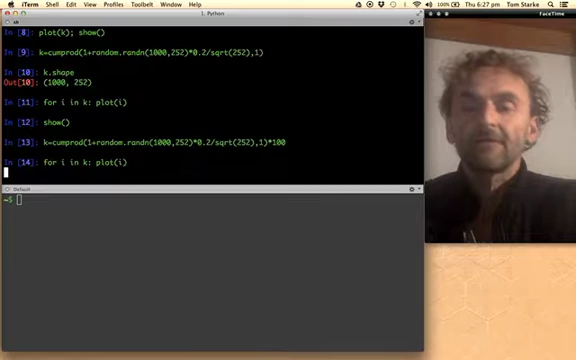 iTerm Shell Edit View Profiles Toolbelt Window Help 100% Thu 6:27 pm Tom Starke
1. Python
FaceTime
In [8]: plot(k); show()
In [9]: k=cumprod(1+random.randn(1000,252)*0.2/sqrt(252),1)
In [10]: k.shape
Out[10]: (1000, 252)
In [11]: for i in k: plot(i)
In [12]: show()
In [13]: k=cumprod(1+random.randn(1000,252)*0.2/sqrt(252),1)*100
In [14]: for i in k: plot(i)
Default
~$